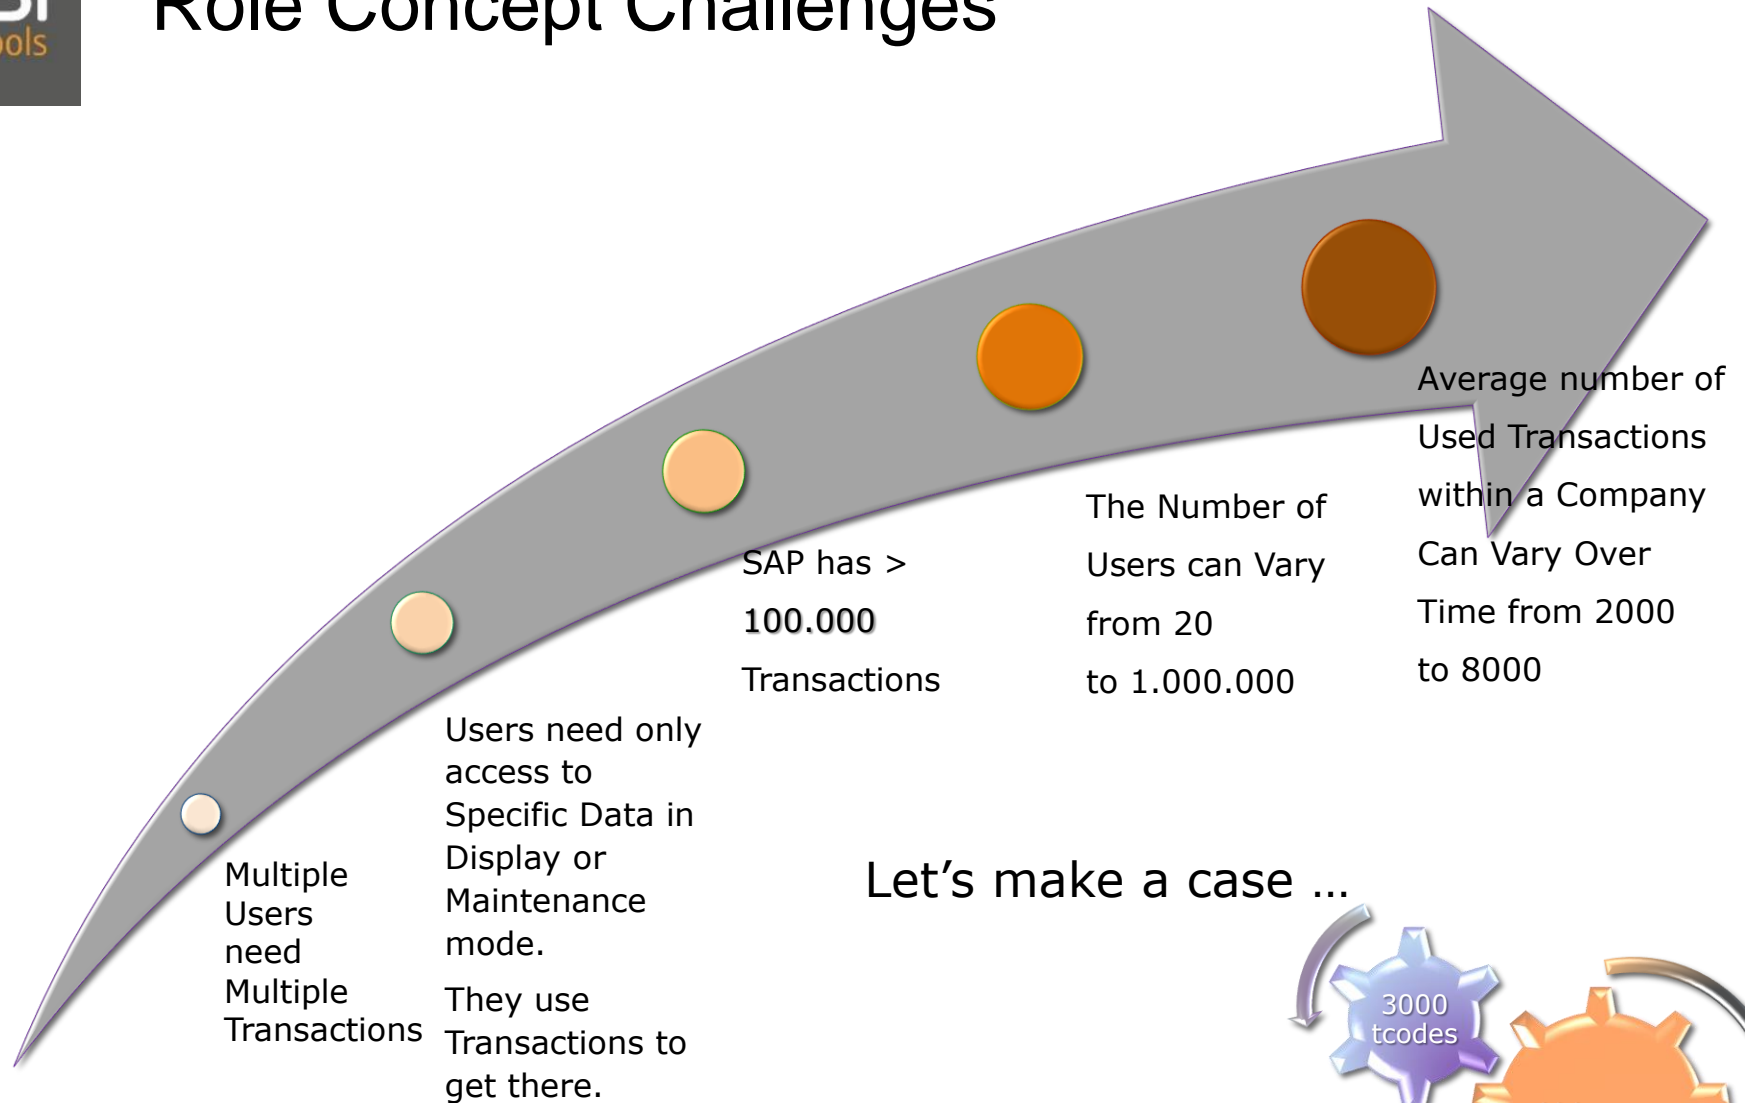 Role Concept Challenges
ools
Multiple
Users
need
Multiple
Transactions
Users need only
access to
Specific Data in
Display or
Maintenance
mode.
They use
Transactions to
get there.
SAP has >
100.000
Transactions
The Number of
Users can Vary
from 20
to 1.000.000
Average number of
Used Transactions
within a Company
Can Vary Over
Time from 2000
to 8000
Let’s make a case ...
3000
tcodes